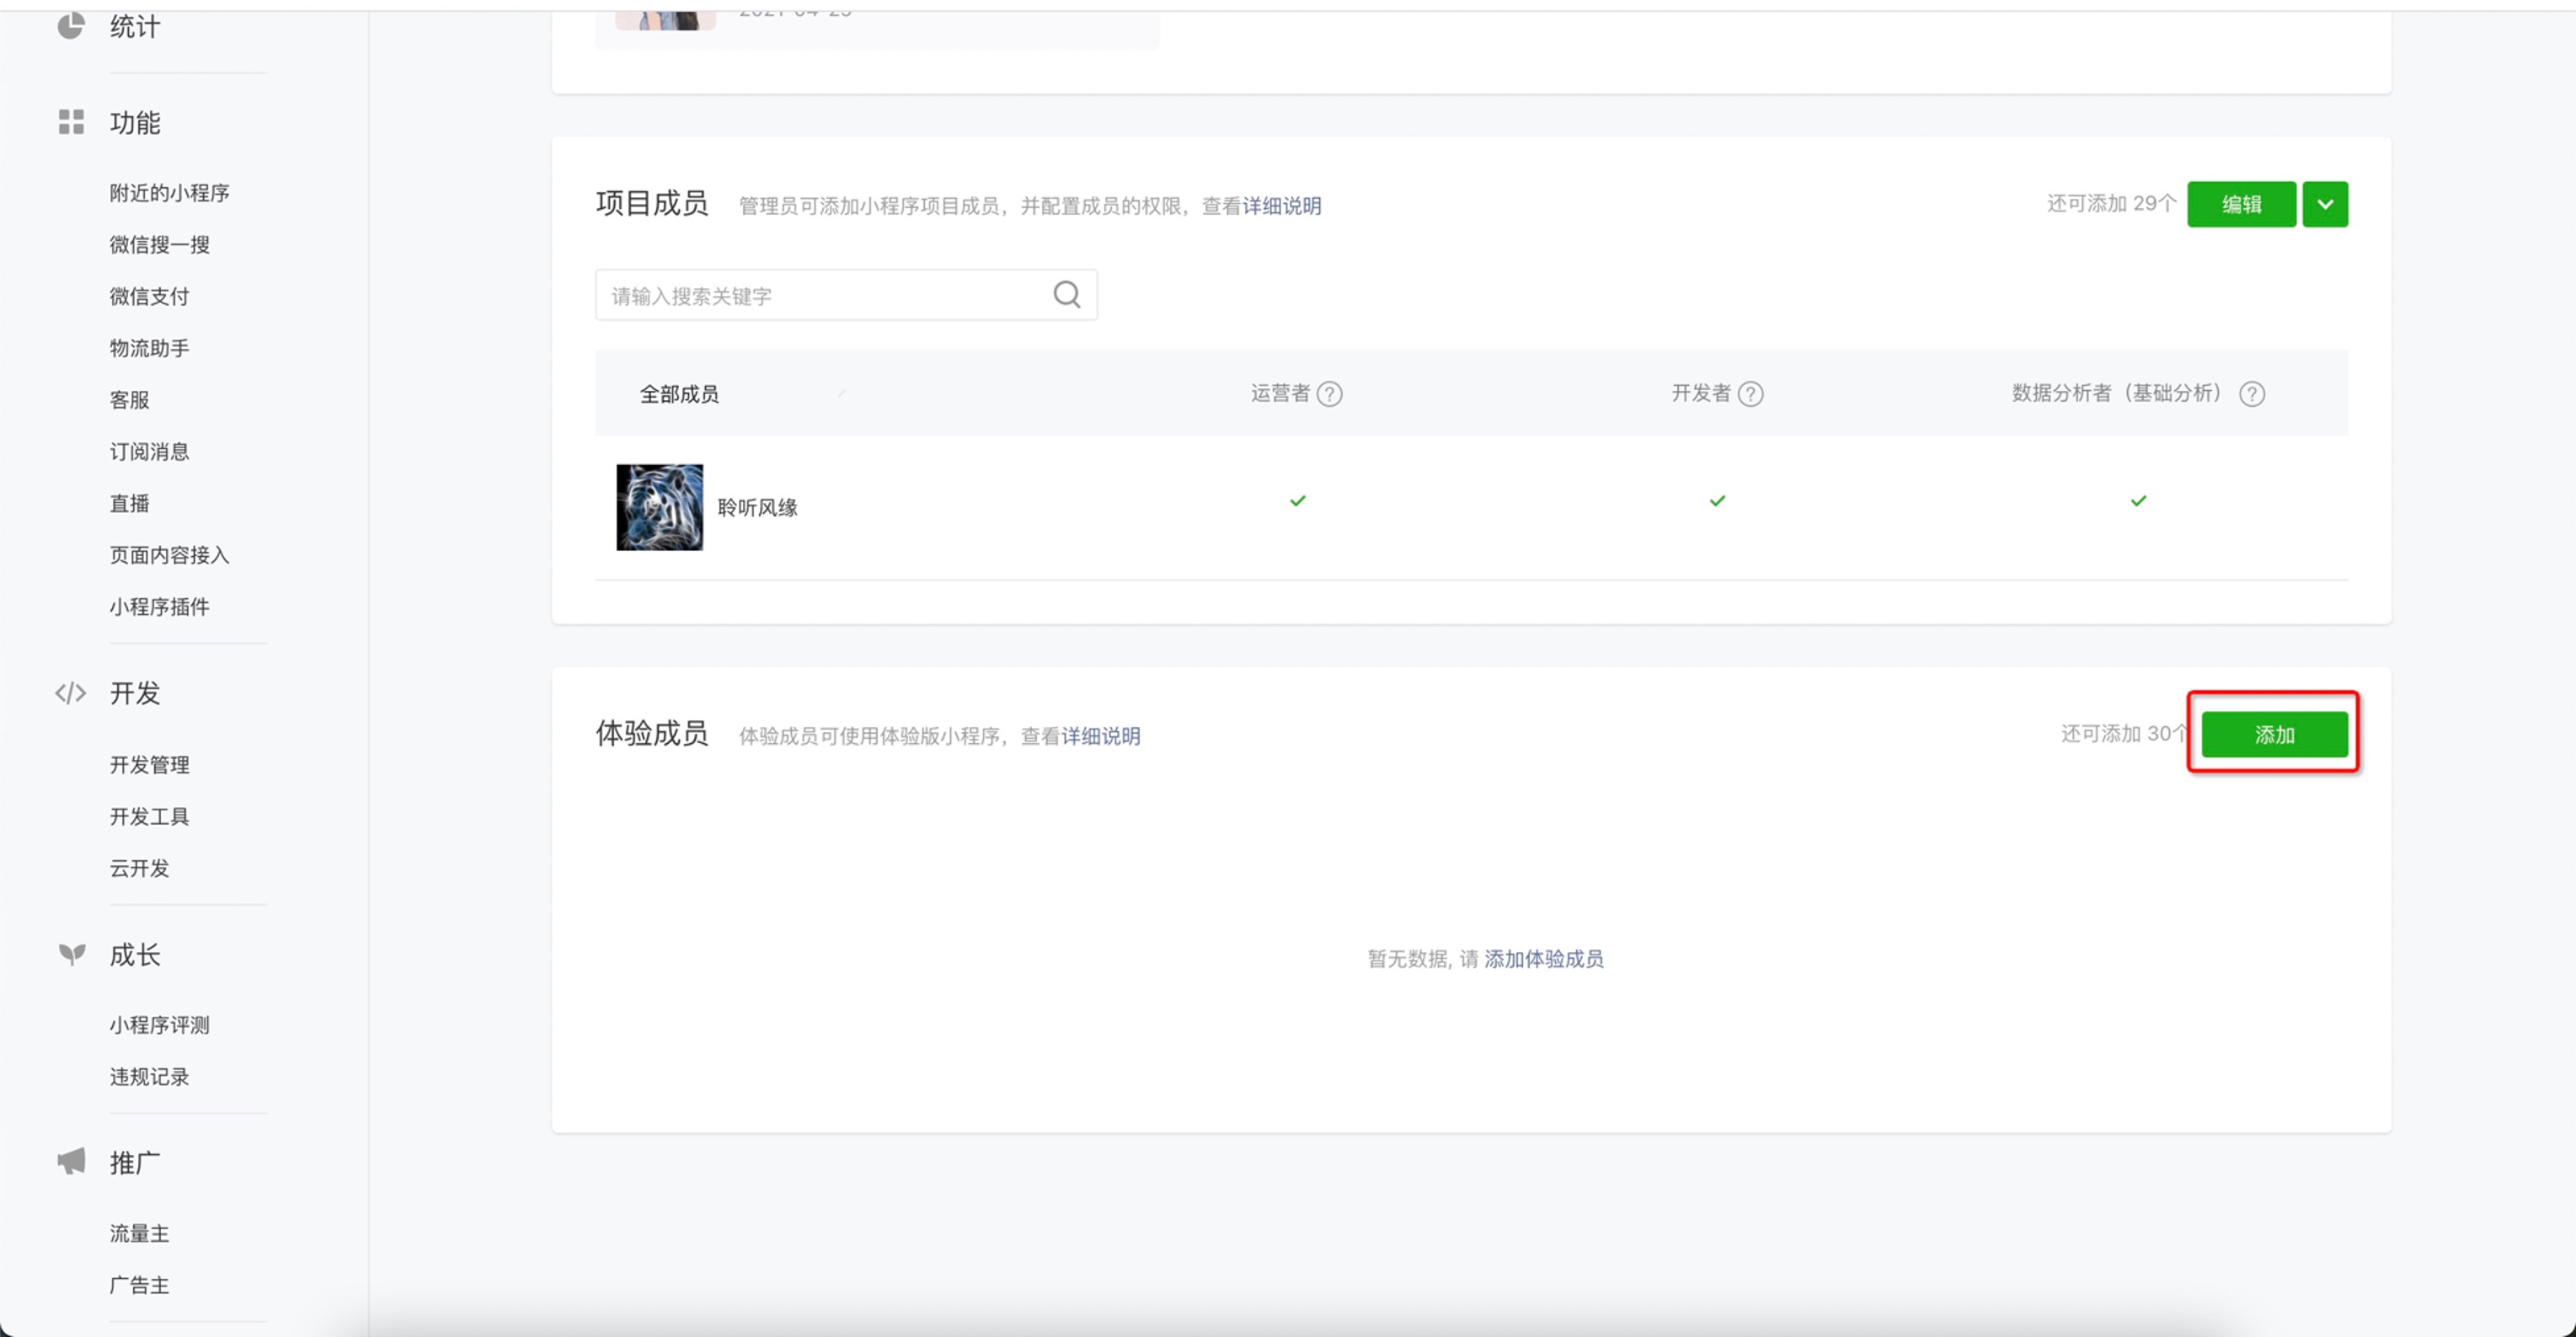 统计
功能
附近的小程序
微信搜一搜
微信支付
物流助手
客服
订阅消息
直播
页面内容接入
小程序插件
开发
开发管理
开发工具
云开发
成长
小程序评测
违规记录
推广
流量主
广告主
项目成员 管理员可添加小程序项目成员，并配置成员的权限，查看详细说明 还可添加 29个 编辑
请输入搜索关键字
全部成员 运营者 ? 开发者 ? 数据分析者（基础分析） ?
聆听风缘
体验成员 体验成员可使用体验版小程序，查看详细说明 还可添加 30个 添加
暂无数据, 请 添加体验成员